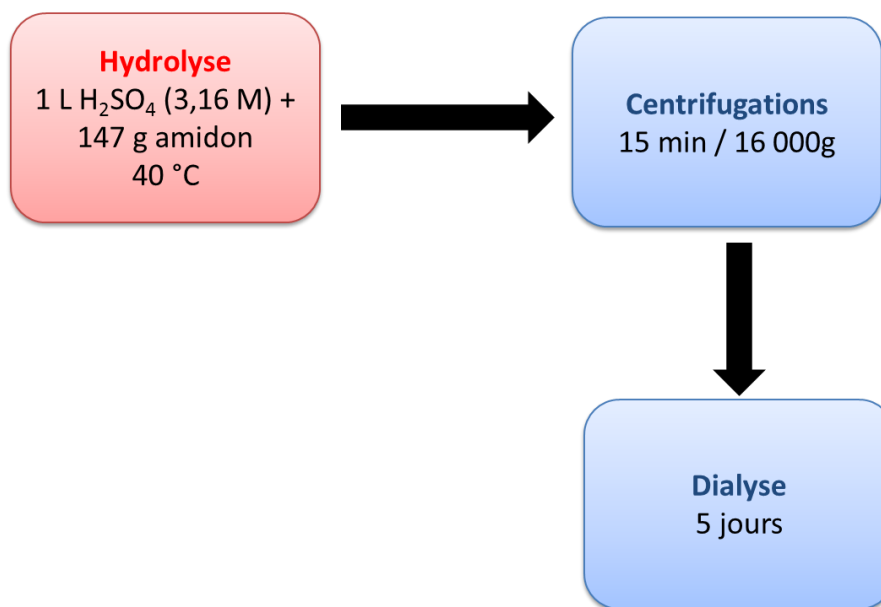 Hydrolyse
1 L H₂SO₄ (3,16 M) +
147 g amidon
40 °C
Centrifugations
15 min / 16 000g
Dialyse
5 jours